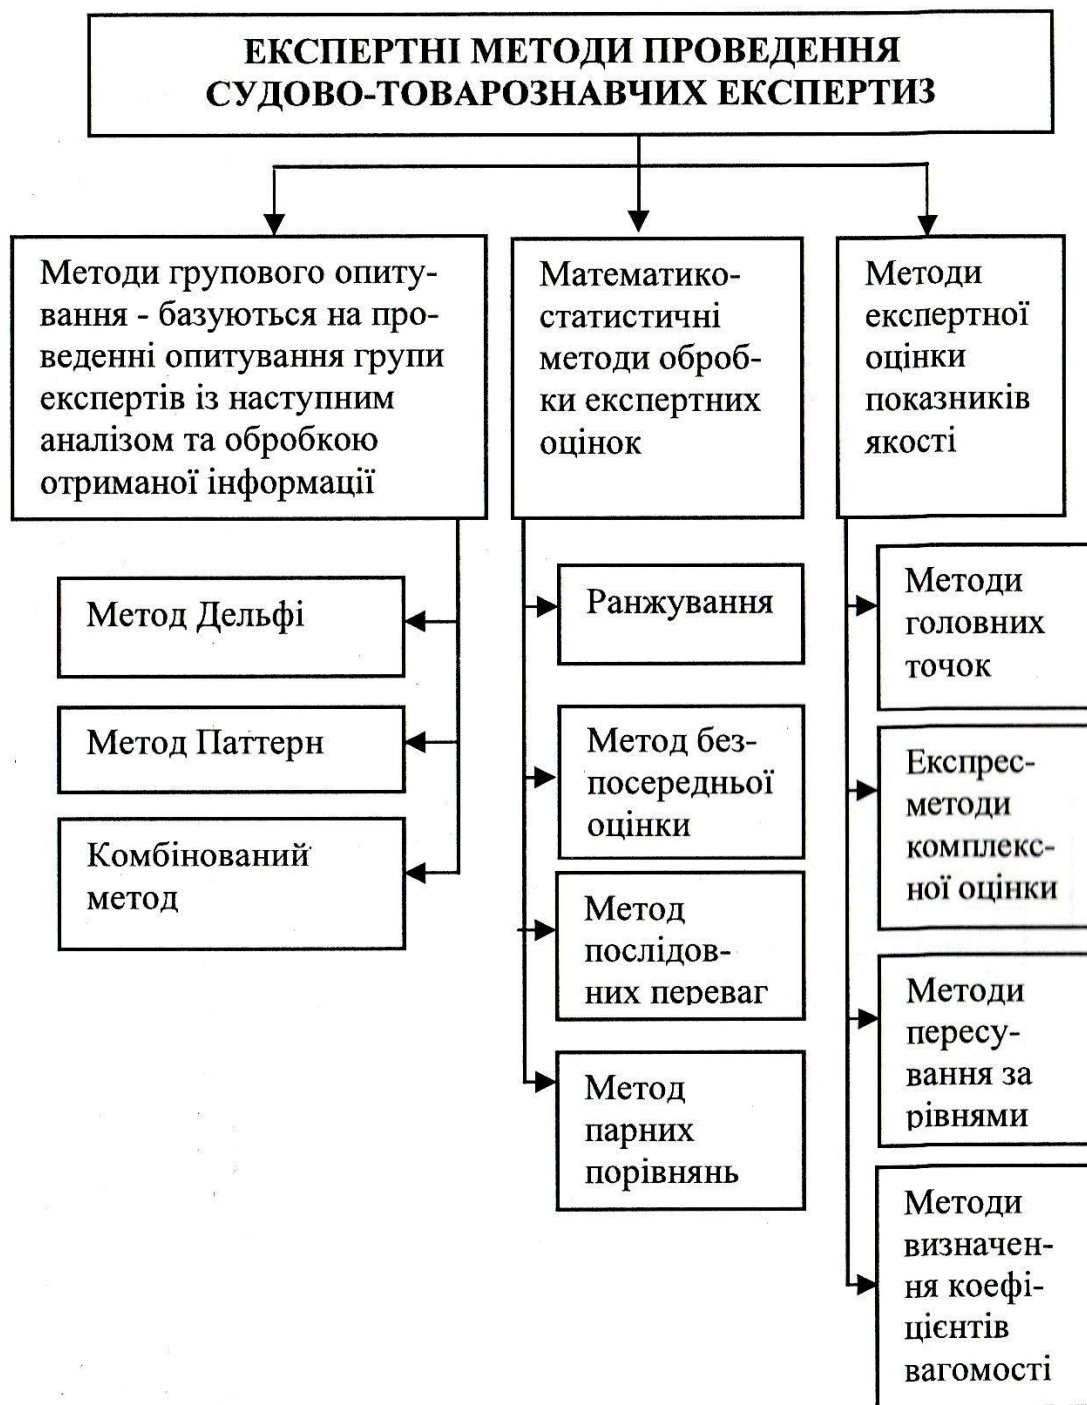 ЕКСПЕРТНІ МЕТОДИ ПРОВЕДЕННЯ
СУДОВО-ТОВАРОЗНАВЧИХ ЕКСПЕРТИЗ
Методи групового опиту-
вання - базуються на про-
веденні опитування групи
експертів із наступним
аналізом та обробкою
отриманої інформації
Метод Дельфі
Метод Паттерн
Комбінований
метод
Математико-
статистичні
методи оброб-
ки експертних
оцінок
Ранжування
Метод без-
посередньої
оцінки
Метод
послідов-
них переваг
Метод
парних
порівнянь
Методи
експертної
оцінки
показників
якості
Методи
головних
точок
Експрес-
методи
комплекс-
ної оцінки
Методи
пересу-
вання за
рівнями
Методи
визначен-
ня коефі-
цієнтів
вагомості